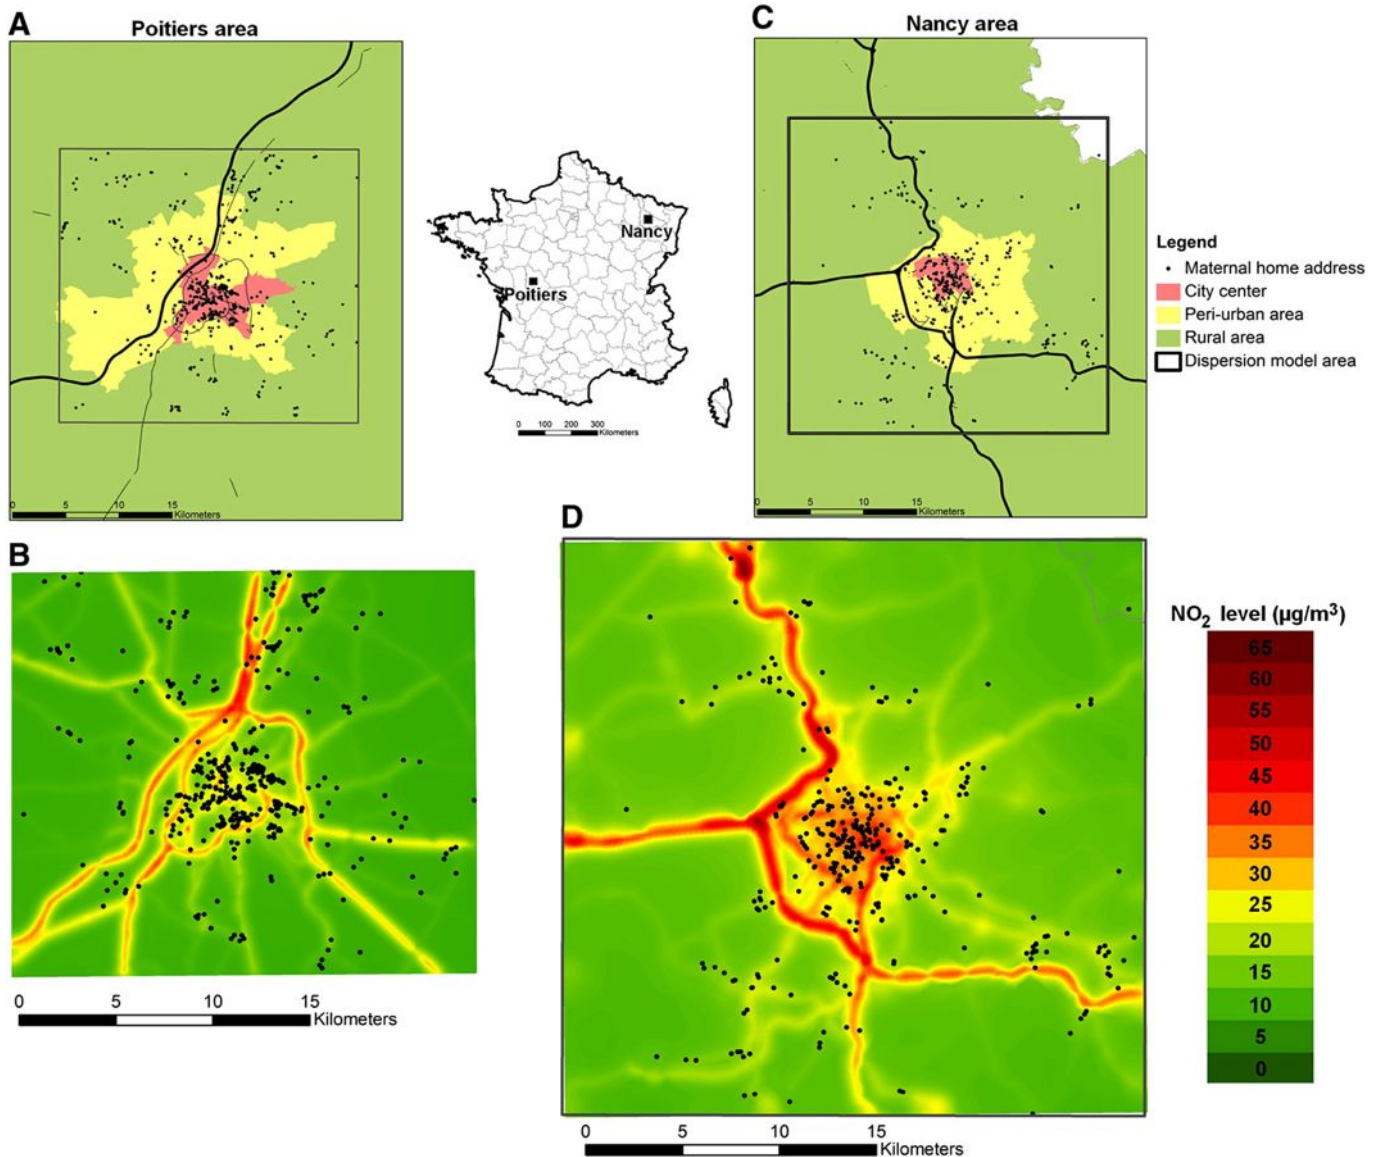 A
Poitiers area
0 5 10 15
Kilometers
Nancy
Poitiers
0 100 200 300
Kilometers
C
Nancy area
0 5 10 15
Kilometers
Legend
Maternal home address
City center
Peri-urban area
Rural area
Dispersion model area
B
0 5 10 15
Kilometers
D
0 5 10 15
Kilometers
NO₂ level (µg/m³)
65
60
55
50
45
40
35
30
25
20
15
10
5
0